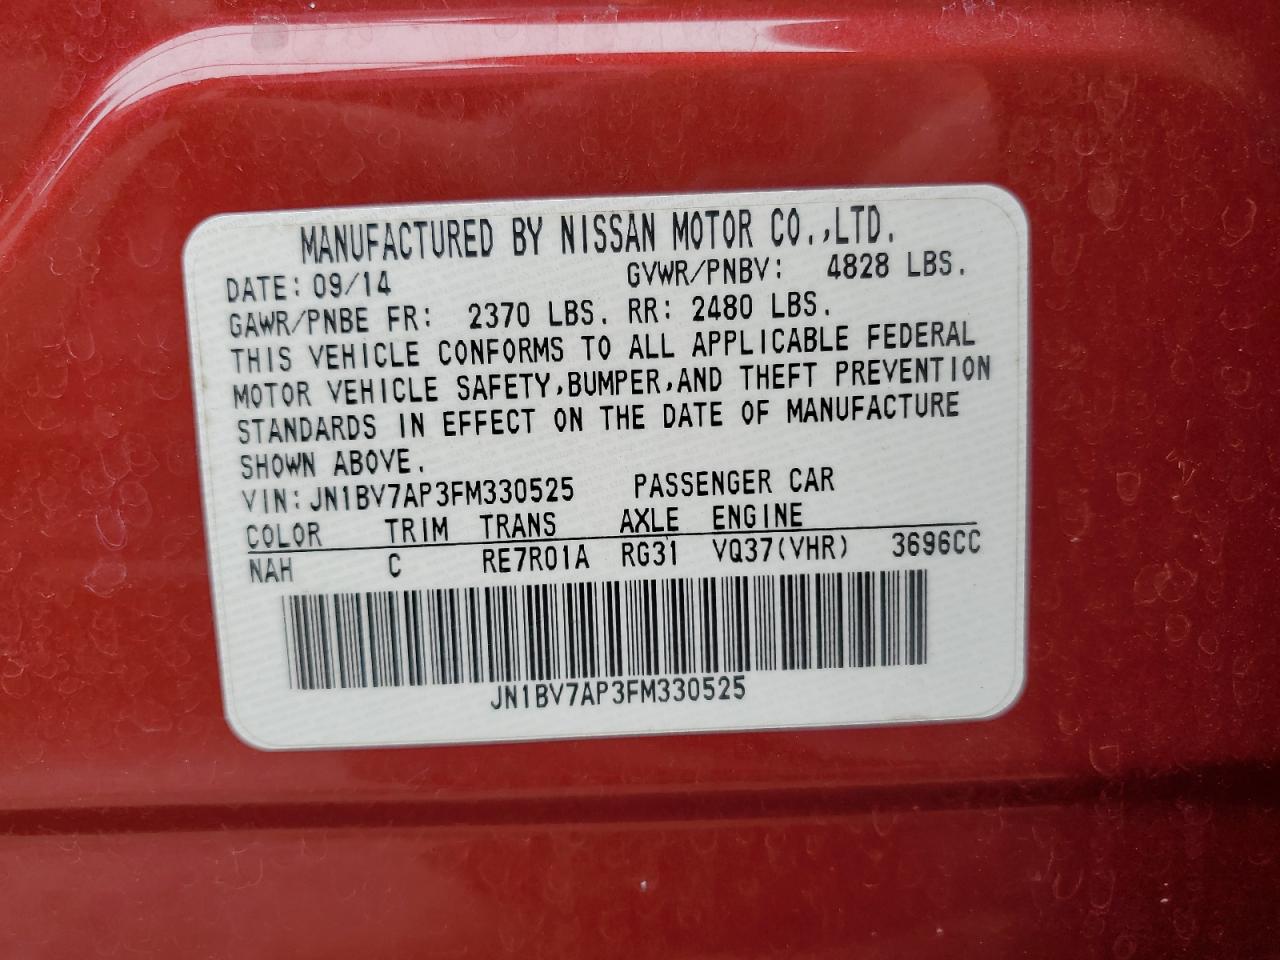 MANUFACTURED BY NISSAN MOTOR CO.,LTD.
DATE: 09/14 GVWR/PNBV: 4828 LBS.
GAWR/PNBE FR: 2370 LBS. RR: 2480 LBS.
THIS VEHICLE CONFORMS TO ALL APPLICABLE FEDERAL
MOTOR VEHICLE SAFETY,BUMPER,AND THEFT PREVENTION
STANDARDS IN EFFECT ON THE DATE OF MANUFACTURE
SHOWN ABOVE.
VIN: JN1BV7AP3FM330525 PASSENGER CAR
COLOR TRIM TRANS AXLE ENGINE
NAH C RE7R01A RG31 VQ37(VHR) 3696CC
JN1BV7AP3FM330525